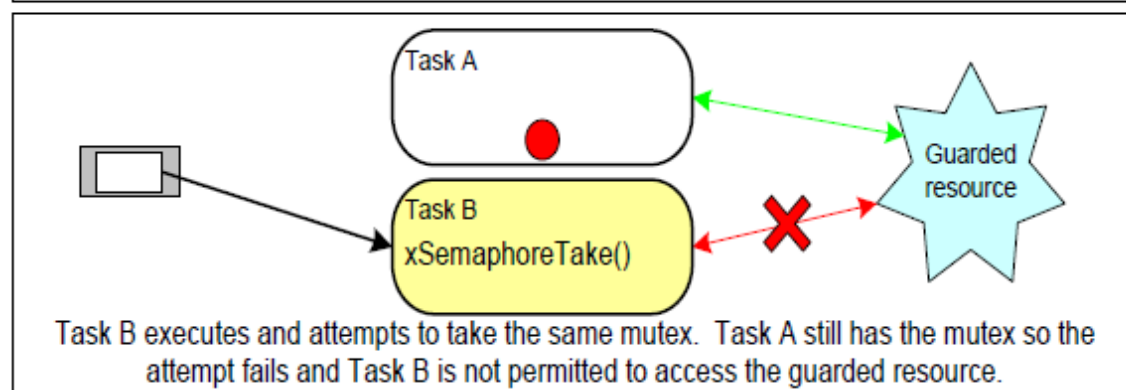 Task A
Guarded
resource
Task B
xSemaphoreTake()
Task B executes and attempts to take the same mutex.  Task A still has the mutex so the
attempt fails and Task B is not permitted to access the guarded resource.